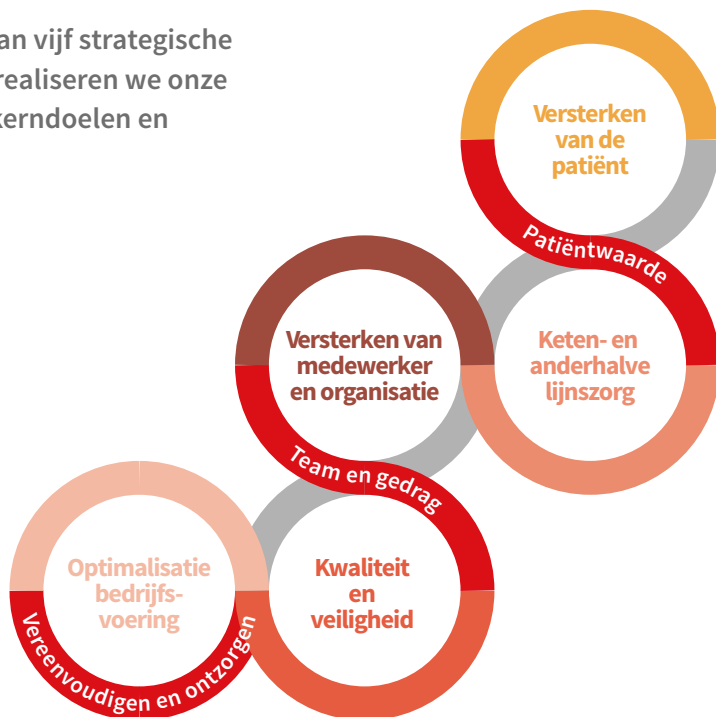 an vijf strategische
realiseren we onze
kerndoelen en
Versterken
van de
patiënt
Patiëntwaarde
Versterken van
medewerker
en organisatie
Keten- en
anderhalve
lijnszorg
Team en gedrag
Optimalisatie
bedrijfs-
voering
Kwaliteit
en
veiligheid
Vereenvoudigen en ontzorgen